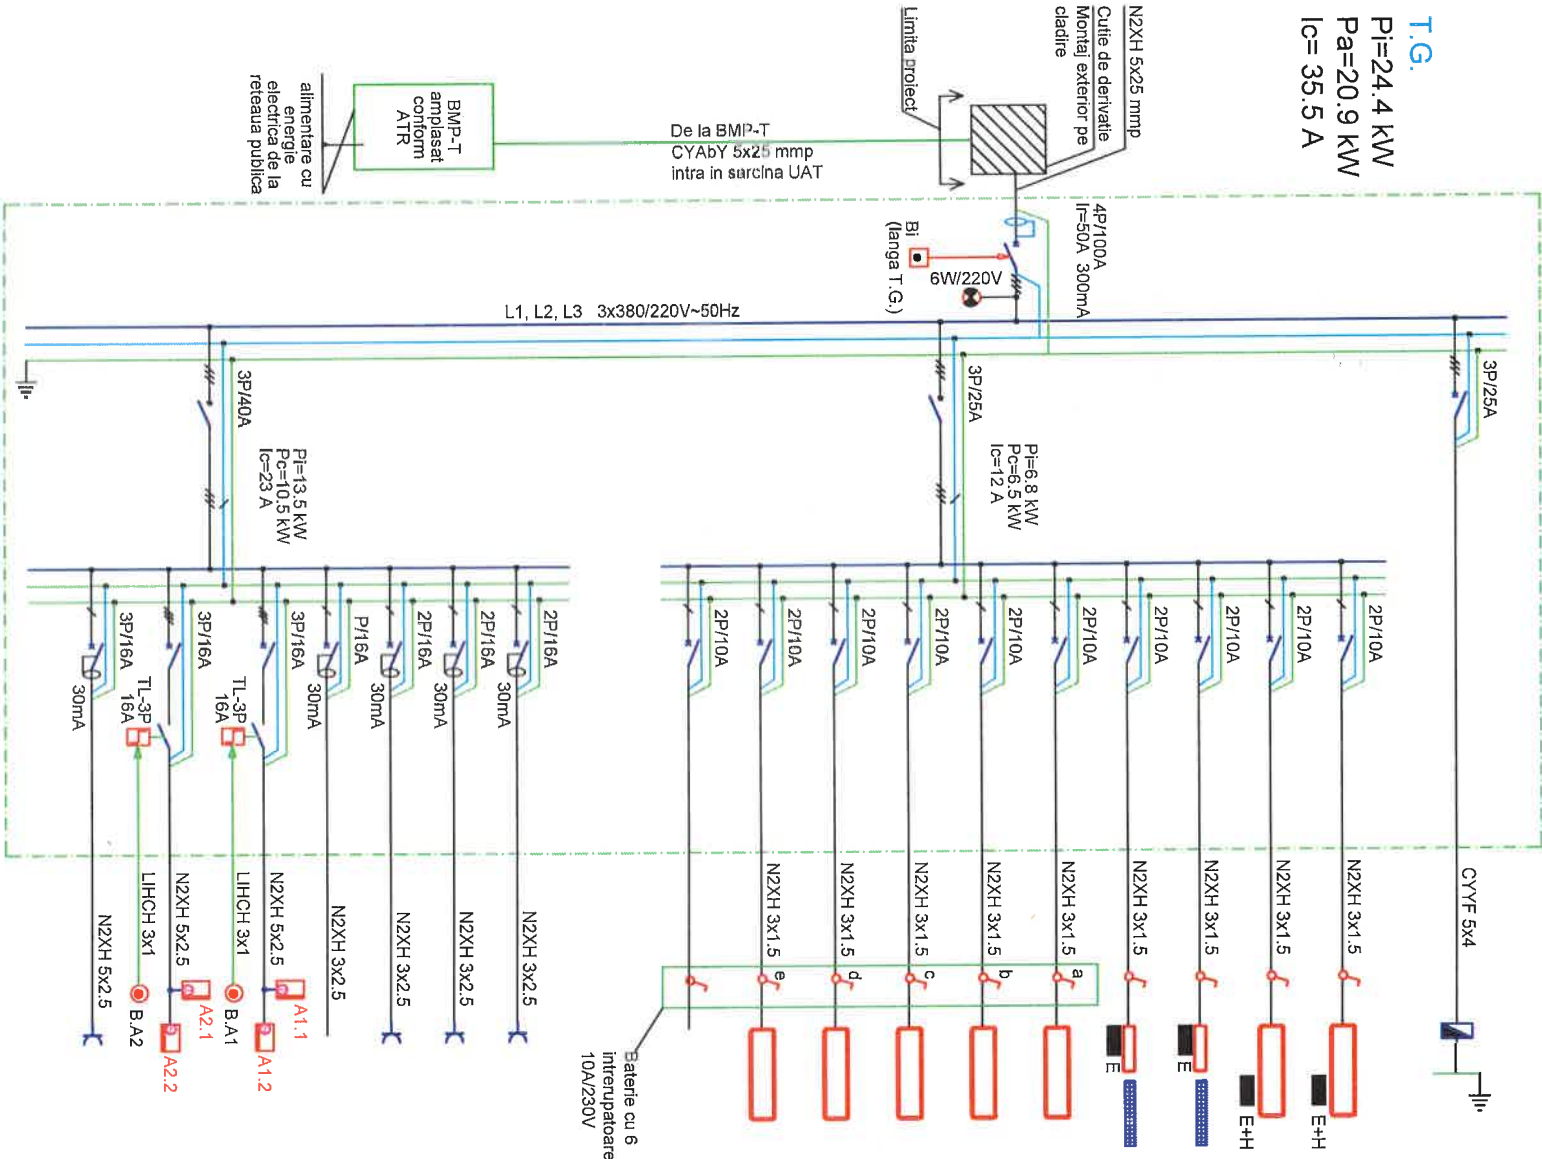 T.G.
Pi=24.4 kW
Pa=20.9 kW
Ic= 35.5 A
N2XH 5x25 mmp
Cutie de derivatie
Montaj exterior pe
cladire
Limita proiect
De la BMP-T
CYAbY 5x25 mmp
intra in sarcina UAT
BMP-T
amplasat
conform
ATR
alimentare cu
energie
electrica de la
reteaua publica
4P/100A
Ir=50A 300mA
Bi
(langa T.G.)
6W/220V
L1, L2, L3 3x380/220V~50Hz
3P/25A
3P/25A
Pi=6.8 kW
Pc=6.5 kW
Ic=12 A
3P/40A
Pi=13.5 kW
Pc=10.5 kW
Ic=23 A
2P/10A
2P/10A
2P/10A
2P/10A
2P/10A
2P/10A
2P/10A
2P/10A
2P/10A
2P/10A
2P/16A
2P/16A
2P/16A
P/16A
3P/16A
3P/16A
3P/16A
30mA
30mA
30mA
30mA
30mA
TL-3P
16A
TL-3P
16A
CYYF 5x4
N2XH 3x1.5
N2XH 3x1.5
N2XH 3x1.5
N2XH 3x1.5
N2XH 3x1.5
N2XH 3x1.5
N2XH 3x1.5
N2XH 3x1.5
N2XH 3x1.5
a
b
c
d
e
E+H
E+H
E
E
Baterie cu 6
intrerupatoare
10A/230V
N2XH 3x2.5
N2XH 3x2.5
N2XH 3x2.5
N2XH 3x2.5
N2XH 5x2.5
LIHCH 3x1
N2XH 5x2.5
LIHCH 3x1
N2XH 5x2.5
A1.1
A1.2
B.A1
A2.1
A2.2
B.A2